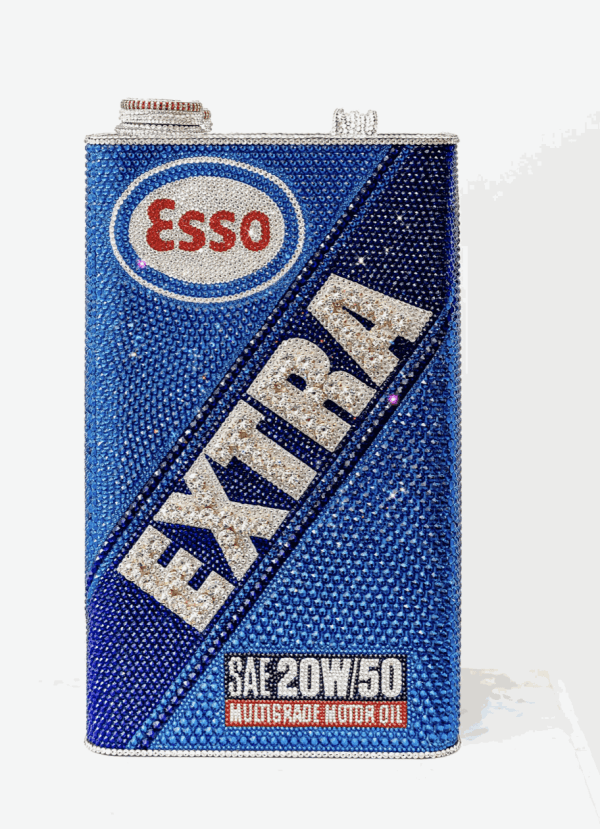 Esso
EXTRA
SAE 20W/50
MULTIGRADE MOTOR OIL